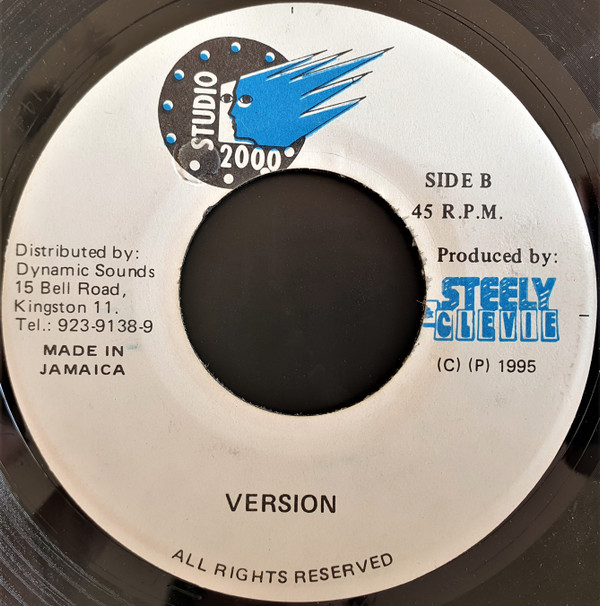 STUDIO
2000
SIDE B
45 R.P.M.
Distributed by:
Dynamic Sounds
15 Bell Road,
Kingston 11.
Tel.: 923-9138-9
MADE IN
JAMAICA
Produced by:
STEELY
& CLEVIE
(C) (P) 1995
VERSION
ALL RIGHTS RESERVED